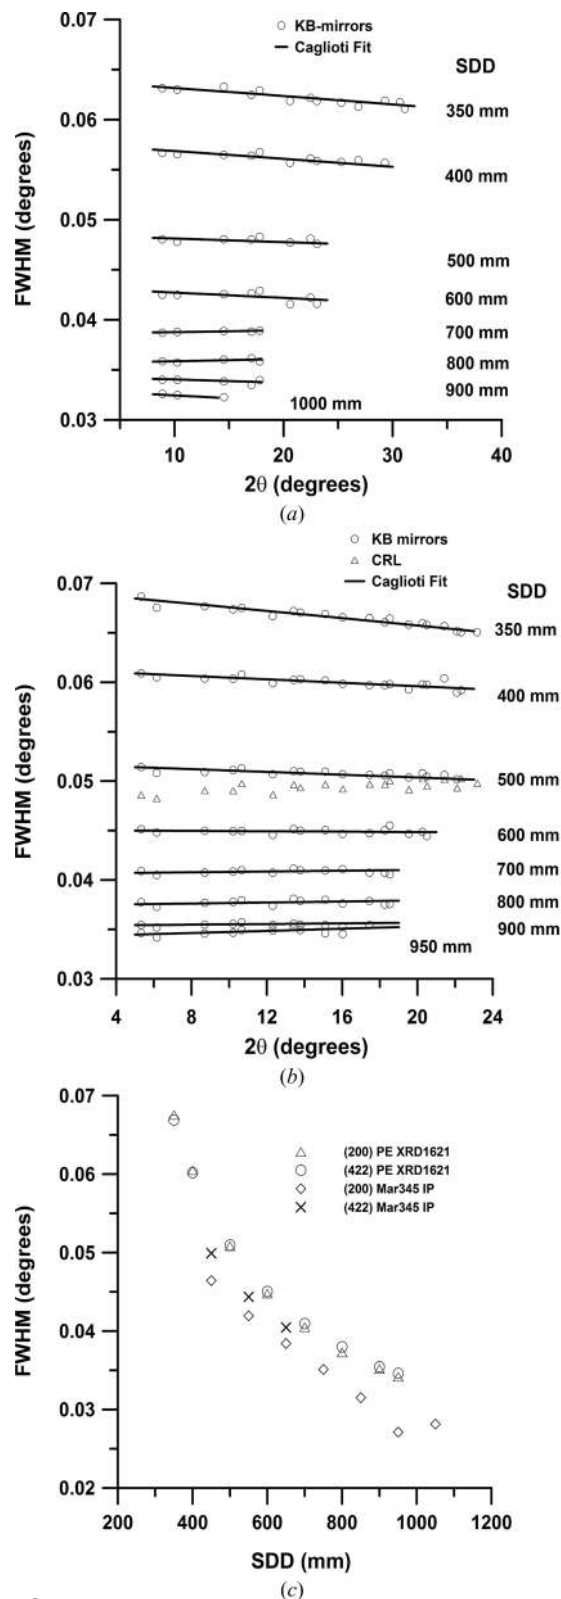 KB-mirrors
Caglioti Fit
SDD
0.07
0.06
0.05
0.04
0.03
FWHM (degrees)
350 mm
400 mm
500 mm
600 mm
700 mm
800 mm
900 mm
1000 mm
10 20 30 40
2θ (degrees)
(a)
KB mirrors
CRL
Caglioti Fit
SDD
0.07
0.06
0.05
0.04
0.03
FWHM (degrees)
350 mm
400 mm
500 mm
600 mm
700 mm
800 mm
900 mm
950 mm
4 8 12 16 20 24
2θ (degrees)
(b)
0.07
0.06
0.05
0.04
0.03
0.02
FWHM (degrees)
(200) PE XRD1621
(422) PE XRD1621
(200) Mar345 IP
(422) Mar345 IP
200 400 600 800 1000 1200
SDD (mm)
(c)